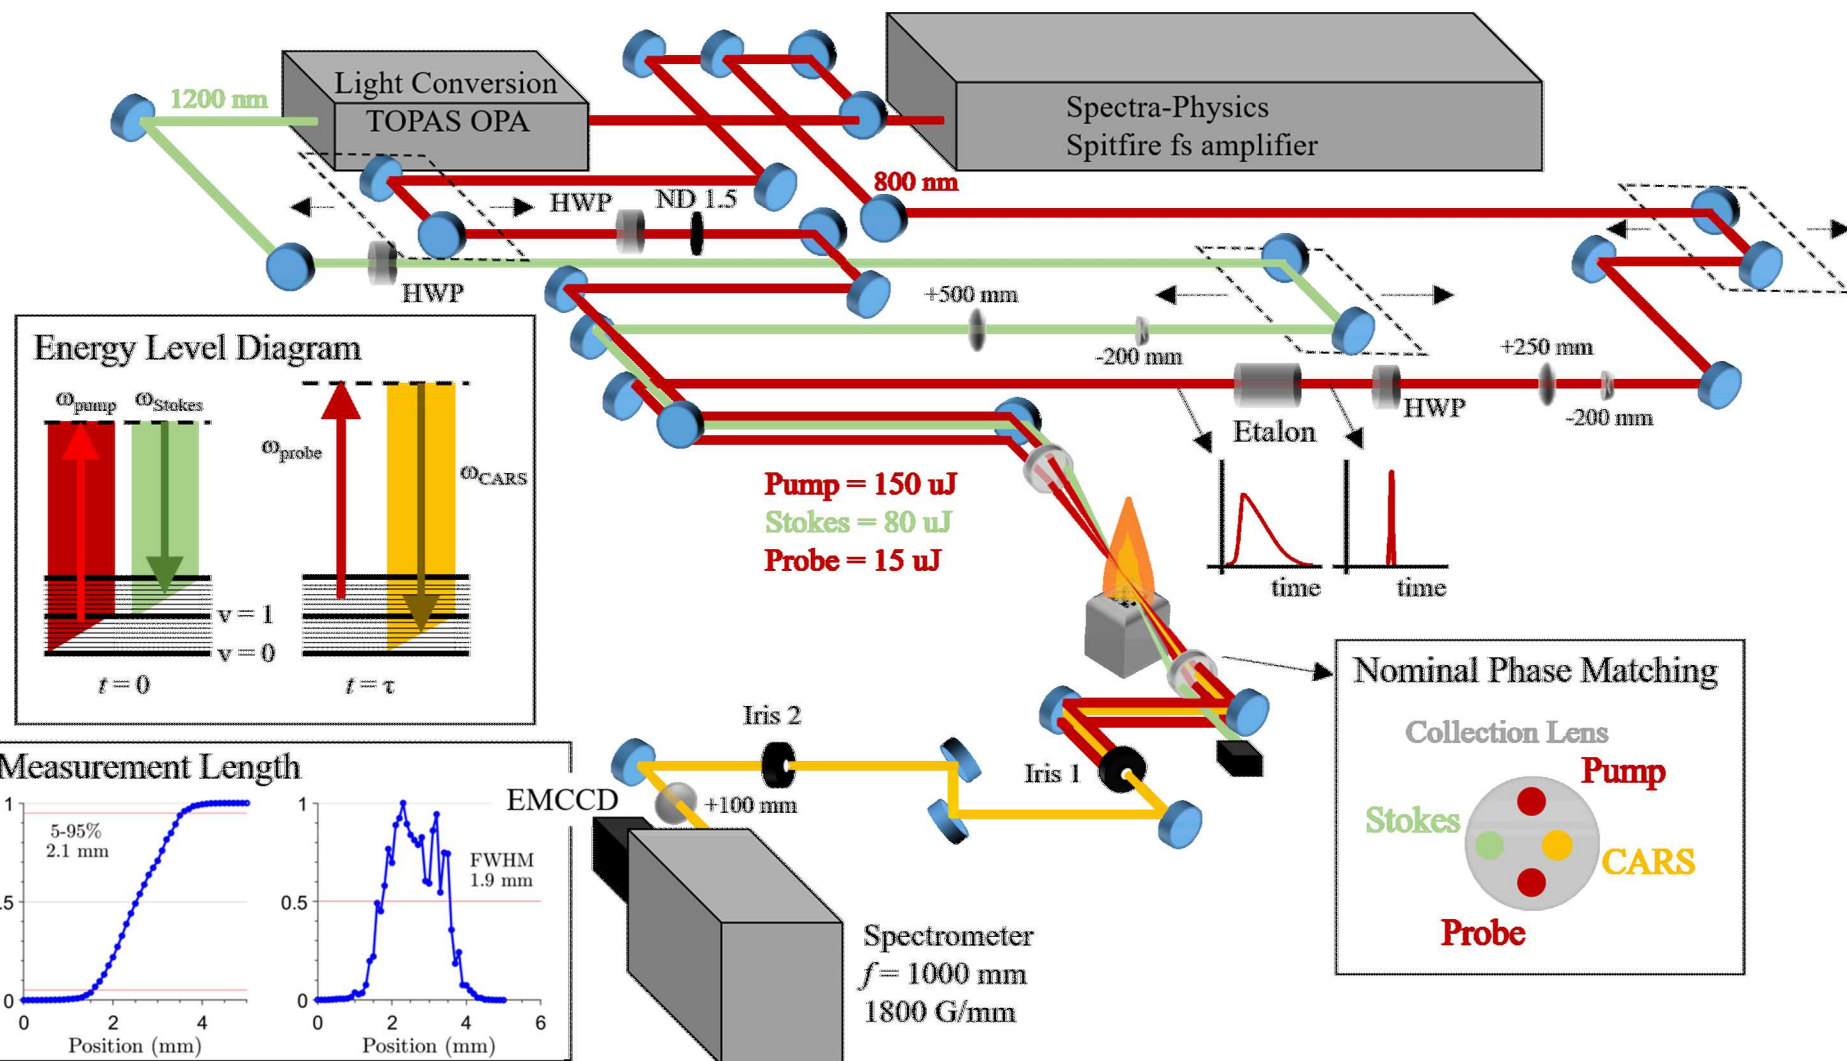 Light Conversion
TOPAS OPA
1200 nm
Spectra-Physics
Spitfire fs amplifier
800 nm
HWP
ND 1.5
HWP
+500 mm
-200 mm
+250 mm
-200 mm
HWP
Etalon
time
time
Energy Level Diagram
ωpump
ωStokes
ωprobe
ωCARS
v = 1
v = 0
t = 0
t = τ
Pump = 150 uJ
Stokes = 80 uJ
Probe = 15 uJ
Nominal Phase Matching
Collection Lens
Pump
Stokes
CARS
Probe
Iris 2
Iris 1
+100 mm
EMCCD
Spectrometer
f = 1000 mm
1800 G/mm
Measurement Length
1
5-95%
2.1 mm
.5
0
0
2
4
Position (mm)
1
FWHM
1.9 mm
0.5
0
0
2
4
6
Position (mm)